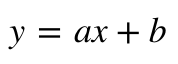 y = ax + b